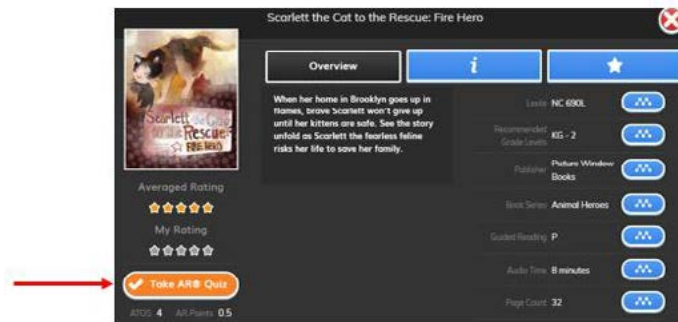 Scarlett the Cat to the Rescue: Fire Hero
Scarlett the Cat
to the Rescue
FIRE HERO
Averaged Rating
My Rating
Take AR® Quiz
ATOS 4 AR Points 0.5
Overview
i
When her home in Brooklyn goes up in
flames, brave Scarlett won't give up
until her kittens are safe. See the story
unfold as Scarlett the fearless feline
risks her life to save her family.
Lexile NC 690L
Recommended
Grade Levels KG - 2
Publisher Picture Window
Books
Book Series Animal Heroes
Guided Reading P
Audio Time 8 minutes
Page Count 32